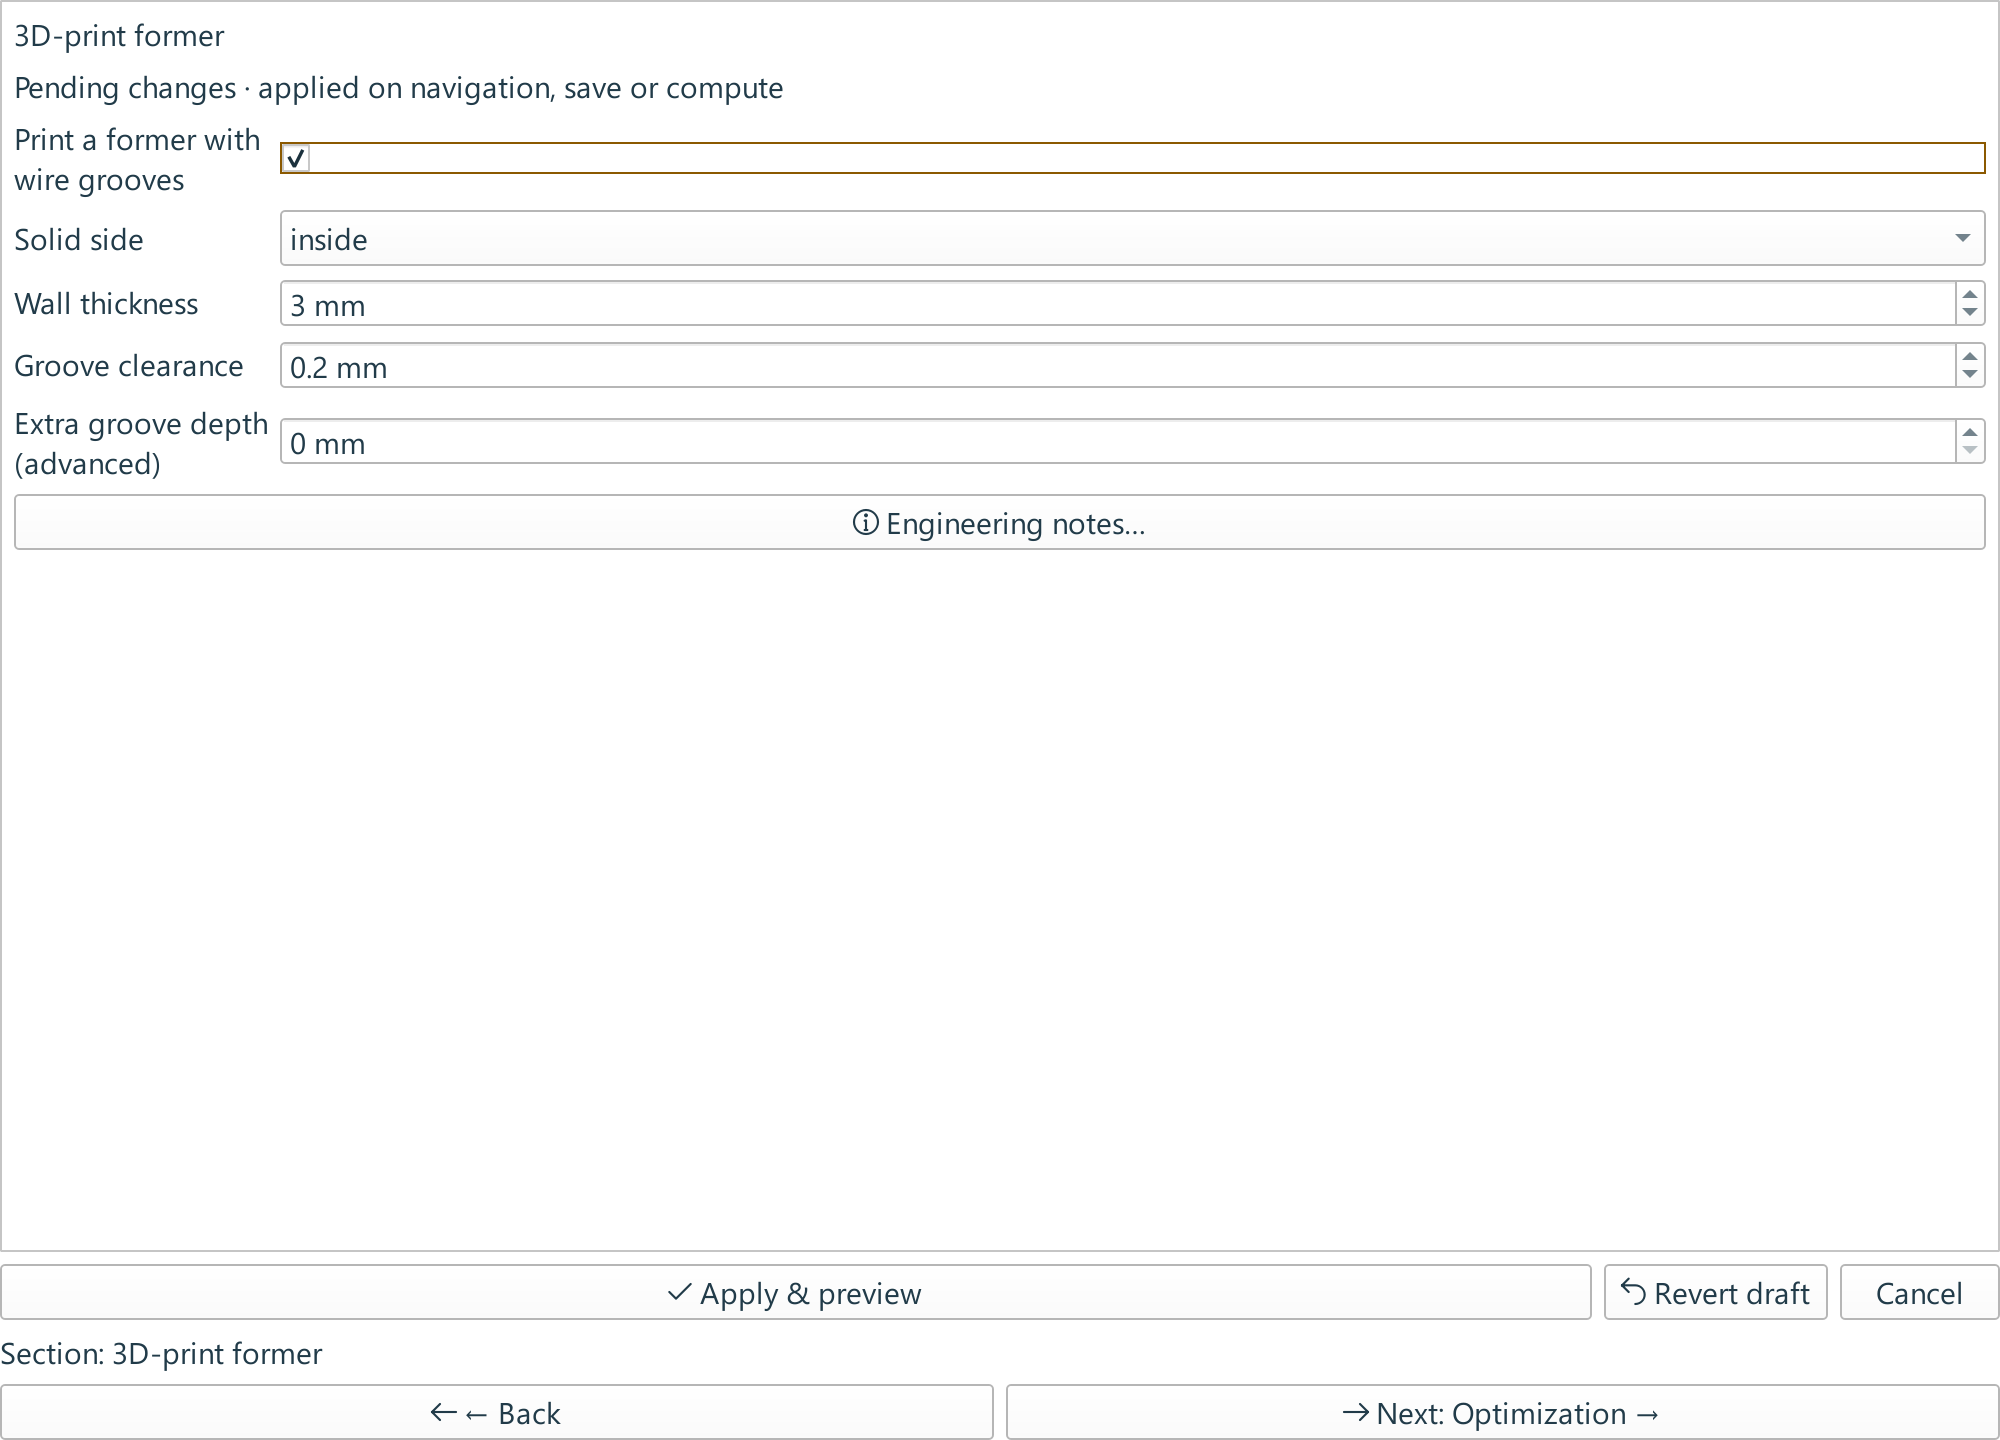 3D-print former
Pending changes · applied on navigation, save or compute
Print a former with
wire grooves
Solid side
inside
Wall thickness
3 mm
Groove clearance
0.2 mm
Extra groove depth
(advanced)
0 mm
Engineering notes...
Apply & preview
Revert draft
Cancel
Section: 3D-print former
← Back
Next: Optimization →